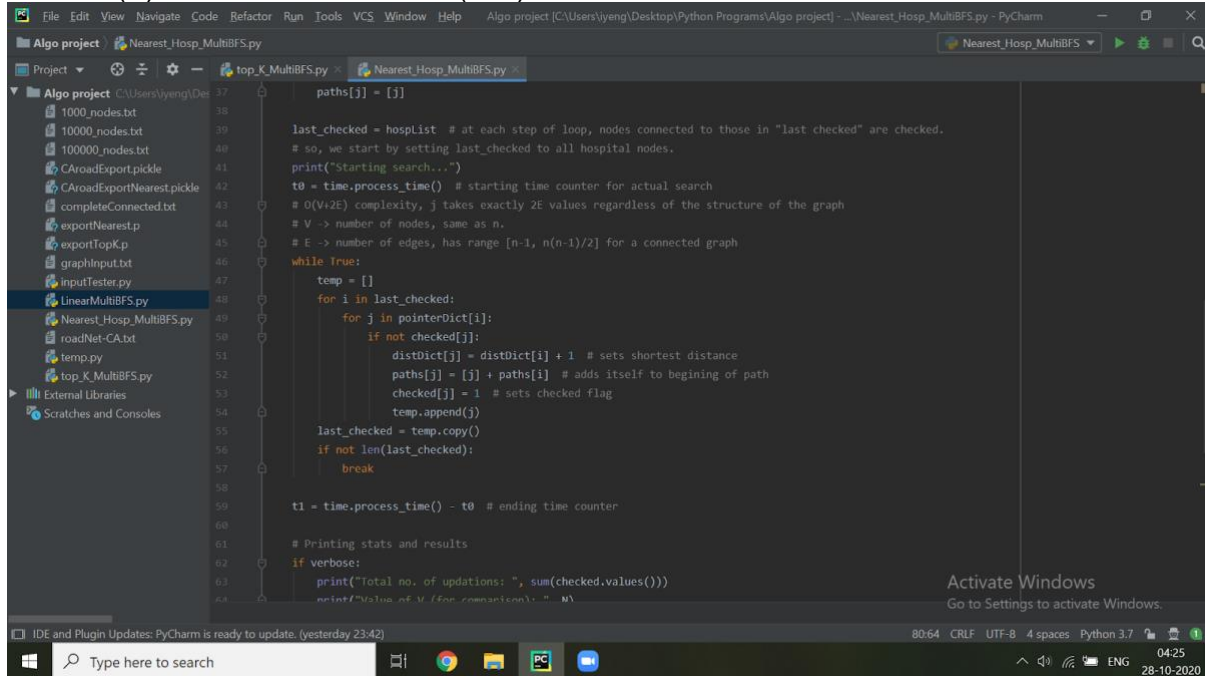 File Edit View Navigate Code Refactor Run Tools VCS Window Help Algo project [C:\Users\iyeng\Desktop\Python Programs\Algo project] - ...\Nearest_Hosp_MultiBFS.py - PyCharm
Algo project Nearest_Hosp_MultiBFS.py Nearest_Hosp_MultiBFS
Project top_K_MultiBFS.py Nearest_Hosp_MultiBFS.py
Algo project C:\Users\iyeng\Des 37 paths[j] = [j]
1000_nodes.txt 38
10000_nodes.txt 39 last_checked = hospList # at each step of loop, nodes connected to those in "last checked" are checked.
100000_nodes.txt 40 # so, we start by setting last_checked to all hospital nodes.
CAroadExport.pickle 41 print("Starting search...")
CAroadExportNearest.pickle 42 t0 = time.process_time() # starting time counter for actual search
completeConnected.txt 43 # O(V+2E) complexity, j takes exactly 2E values regardless of the structure of the graph
exportNearest.p 44 # V -> number of nodes, same as n.
exportTopK.p 45 # E -> number of edges, has range [n-1, n(n-1)/2] for a connected graph
graphInput.txt 46 while True:
inputTester.py 47 temp = []
LinearMultiBFS.py 48 for i in last_checked:
Nearest_Hosp_MultiBFS.py 49 for j in pointerDict[i]:
roadNet-CA.txt 50 if not checked[j]:
temp.py 51 distDict[j] = distDict[i] + 1 # sets shortest distance
top_K_MultiBFS.py 52 paths[j] = [j] + paths[i] # adds itself to begining of path
External Libraries 53 checked[j] = 1 # sets checked flag
Scratches and Consoles 54 temp.append(j)
55 last_checked = temp.copy()
56 if not len(last_checked):
57 break
58
59 t1 = time.process_time() - t0 # ending time counter
60
61 # Printing stats and results
62 if verbose:
63 print("Total no. of updations: ", sum(checked.values()))
64 print("Value of V (for comparison): ", N)
Activate Windows
Go to Settings to activate Windows.
IDE and Plugin Updates: PyCharm is ready to update. (yesterday 23:42) 80:64 CRLF UTF-8 4 spaces Python 3.7 1
Type here to search ENG 04:25
28-10-2020